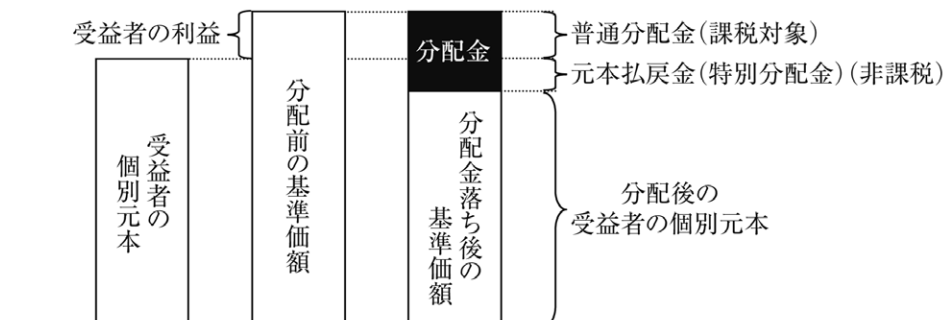 受益者の利益
分配金
普通分配金(課税対象)
元本払戻金(特別分配金)(非課税)
受益者の
個別元本
分配前の基準価額
分配金落ち後の
基準価額
分配後の
受益者の個別元本